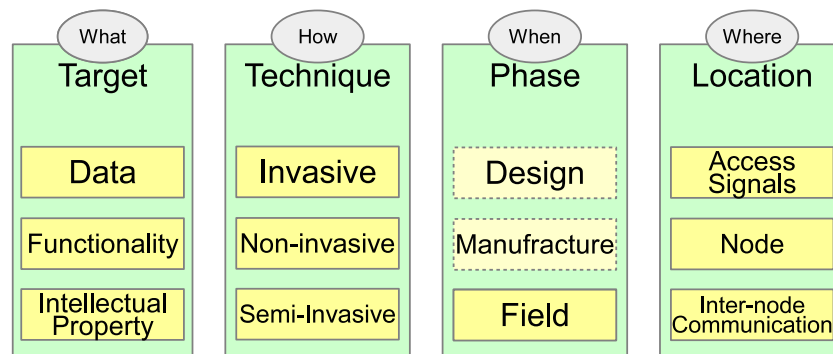 What
How
When
Where
Target
Technique
Phase
Location
Data
Invasive
Design
Access
Signals
Functionality
Non-invasive
Manufracture
Node
Intellectual
Property
Semi-Invasive
Field
Inter-node
Communication